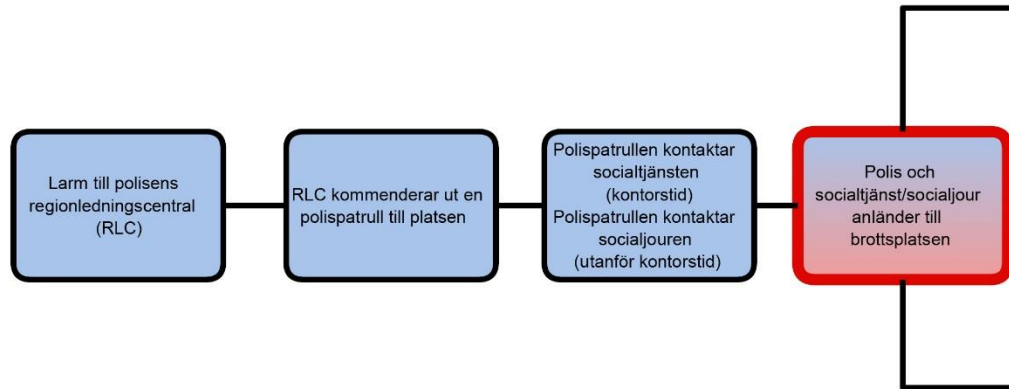 Larm till polisens
regionledningscentral
(RLC)
RLC kommenderar ut en
polispatrull till platsen
Polispatrullen kontaktar
socialtjänsten
(kontorstid)
Polispatrullen kontaktar
socialjouren
(utanför kontorstid)
Polis och
socialtjänst/socialjour
anländer till
brottsplatsen